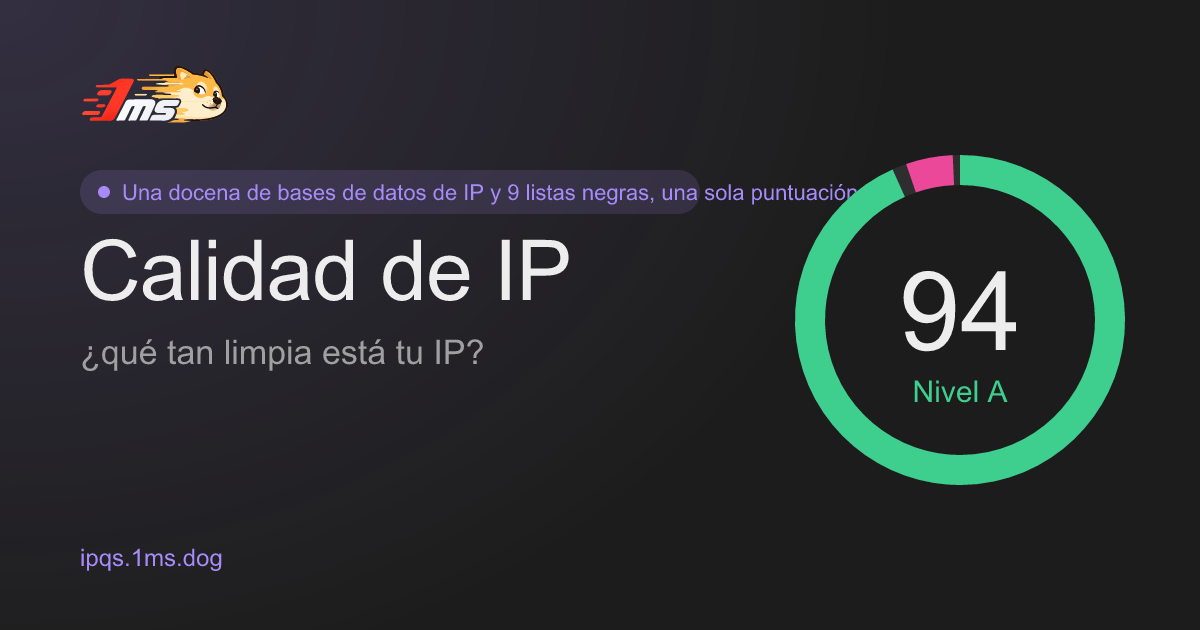 1ms
Una docena de bases de datos de IP y 9 listas negras, una sola puntuación
Calidad de IP
¿qué tan limpia está tu IP?
94
Nivel A
ipqs.1ms.dog